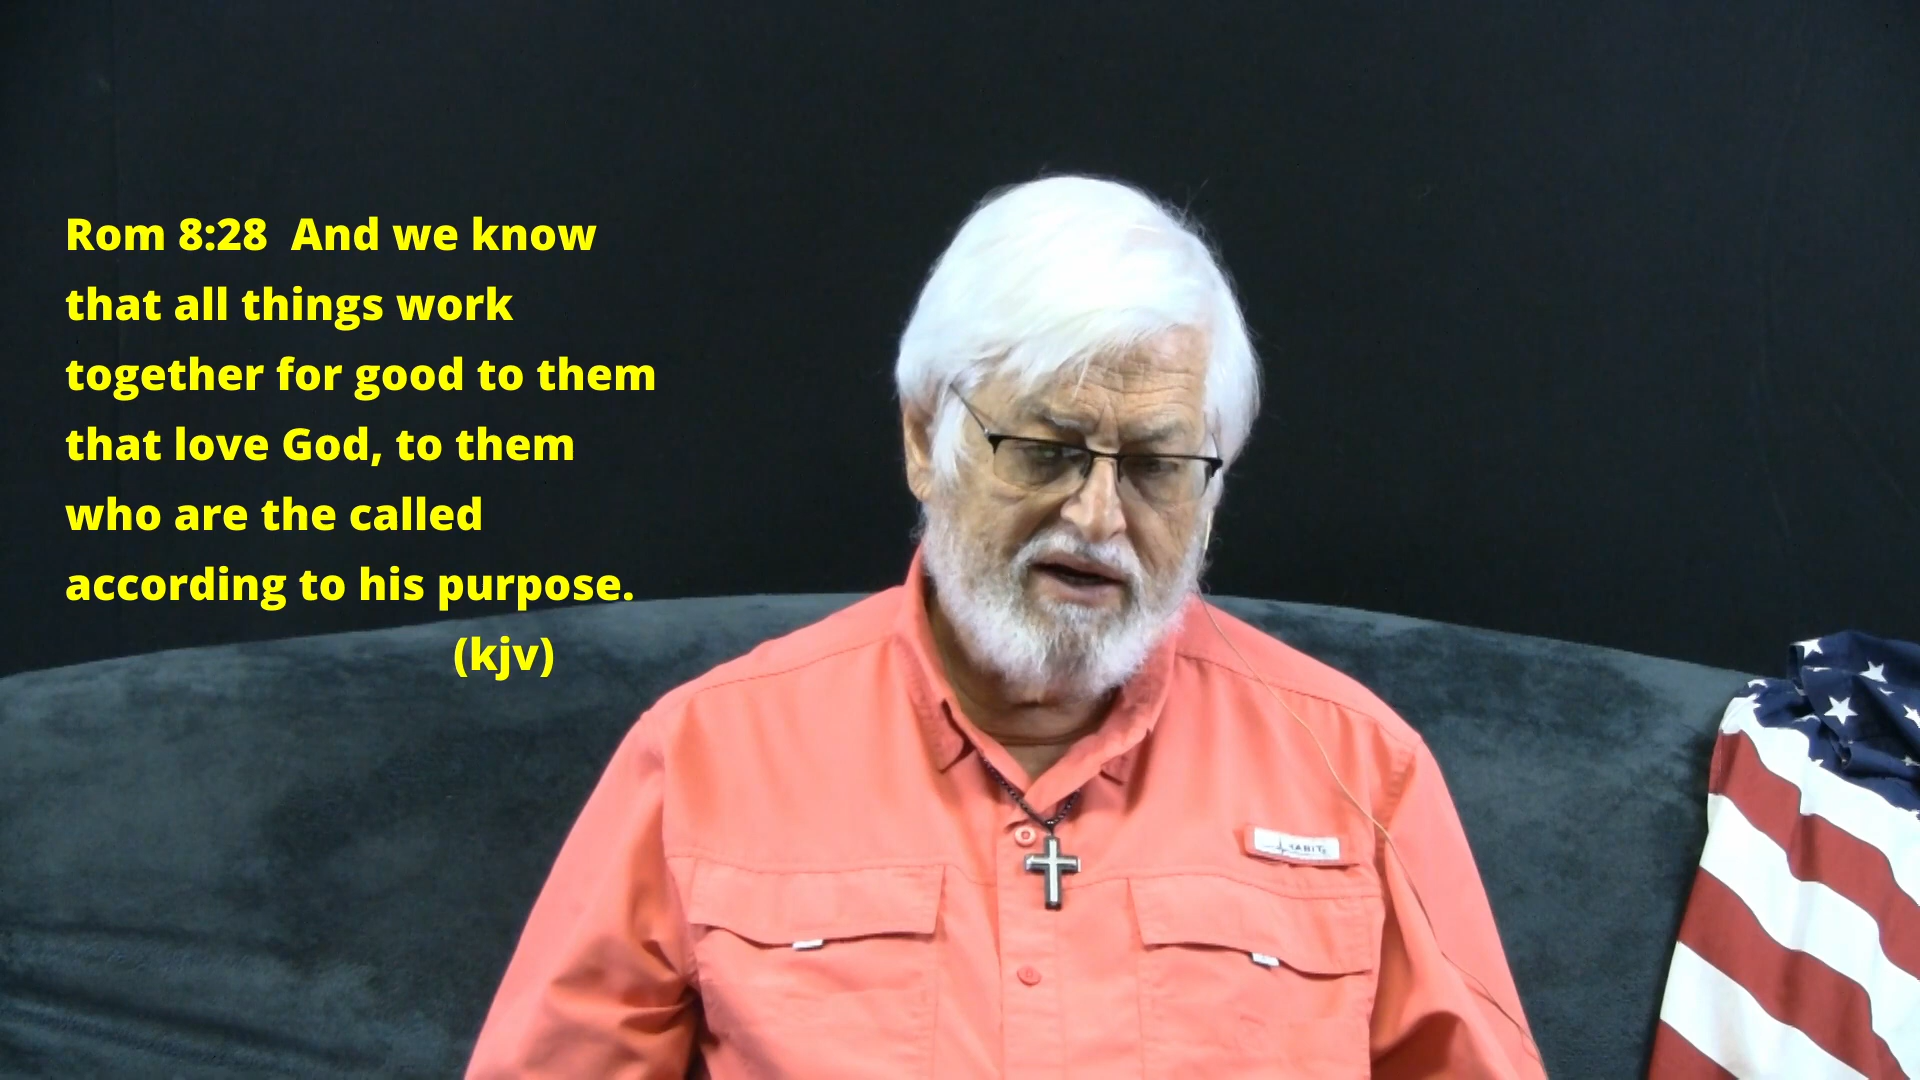 Rom 8:28  And we know
that all things work
together for good to them
that love God, to them
who are the called
according to his purpose.
(kjv)
HABIT